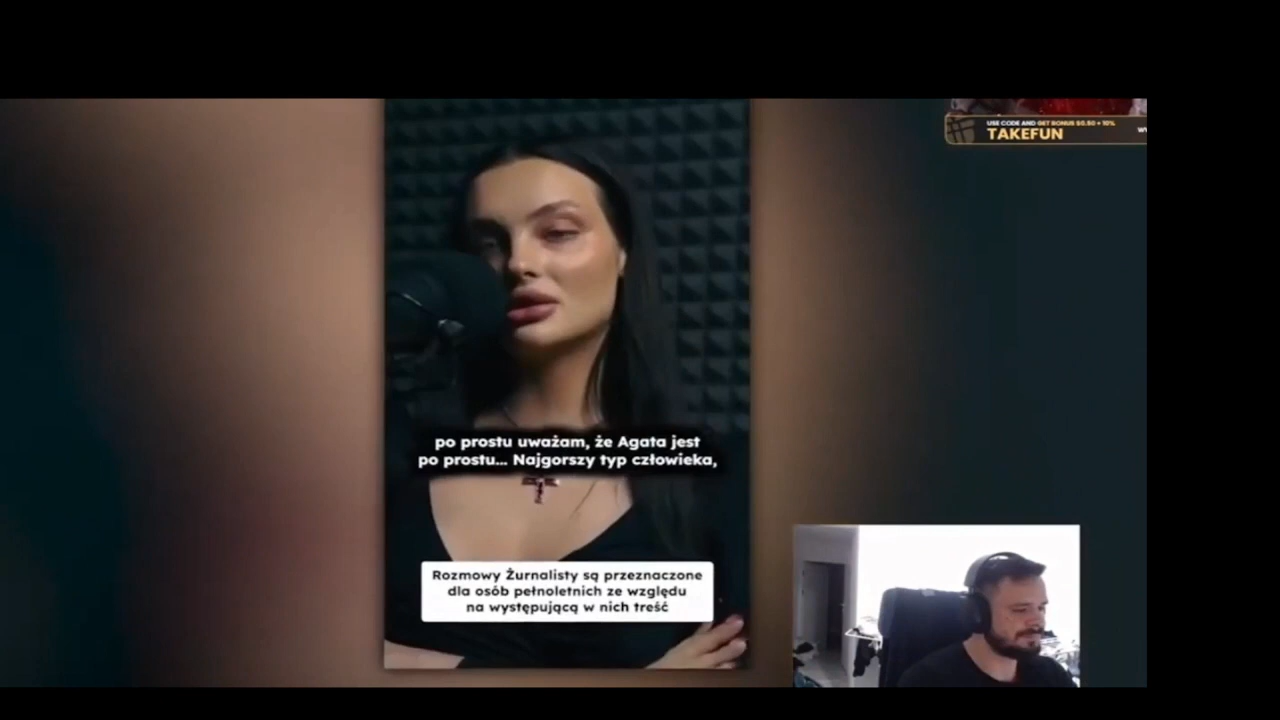 USE CODE AND GET BONUS $0.50 + 10%
TAKEFUN
po prostu uważam, że Agata jest
po prostu... Najgorszy typ człowieka,
Rozmowy Żurnalisty są przeznaczone
dla osób pełnoletnich ze względu
na występującą w nich treść